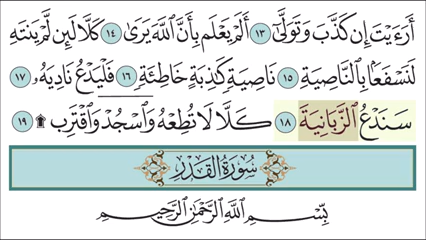 أَرَءَيْتَ إِن كَذَّبَ وَتَوَلَّىٰٓ ١٣ أَلَمْ يَعْلَم بِأَنَّ ٱللَّهَ يَرَىٰ ١٤ كَلَّا لَئِن لَّمْ يَنتَهِ
لَنَسْفَعًۢا بِٱلنَّاصِيَةِ ١٥ نَاصِيَةٍ كَٰذِبَةٍ خَاطِئَةٍ ١٦ فَلْيَدْعُ نَادِيَهُۥ ١٧
سَنَدْعُ ٱلزَّبَانِيَةَ ١٨ كَلَّا لَا تُطِعْهُ وَٱسْجُدْ وَٱقْتَرِب ۩ ١٩
سُورَةُ ٱلْقَدْرِ
بِسْمِ ٱللَّهِ ٱلرَّحْمَٰنِ ٱلرَّحِيمِ